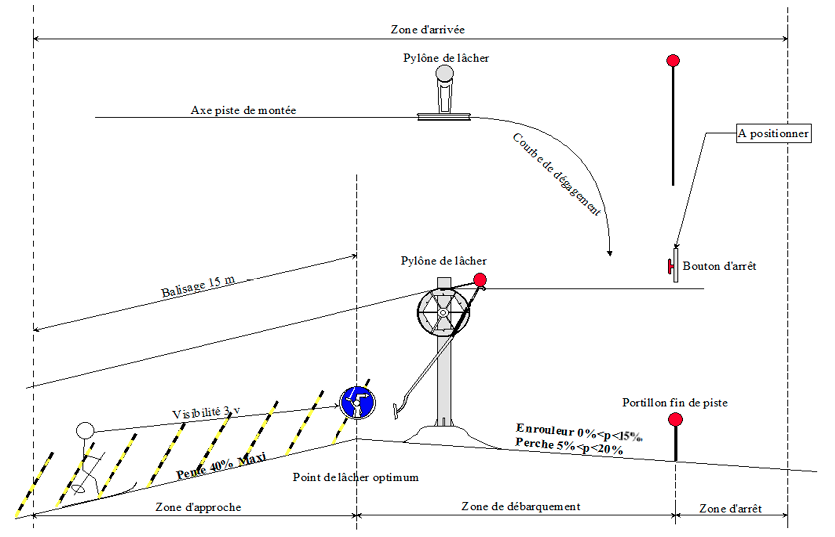 Zone d'arrivée
Pylône de lâcher
Axe piste de montée
A positionner
Courbe de dégagement
Pylône de lâcher
Bouton d'arrêt
Balisage 15 m
Portillon fin de piste
Visibilité 3 v
Enrouleur 0%<p<15%
Perche 5%<p<20%
Pente 40% Maxi
Point de lâcher optimum
Zone d'approche
Zone de débarquement
Zone d'arrêt